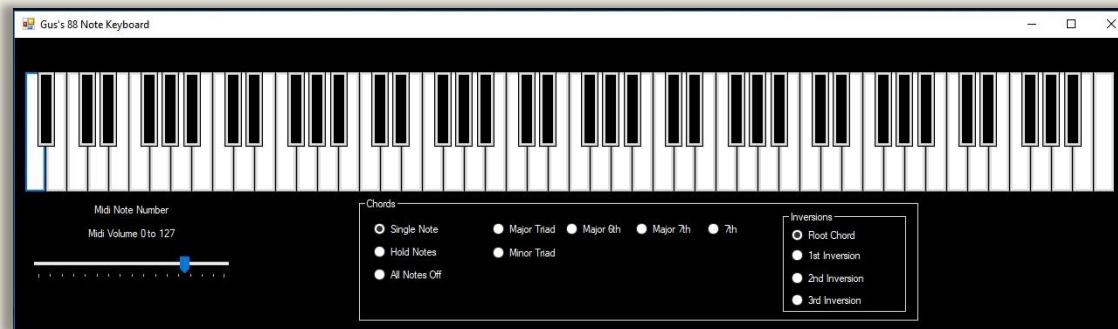 Gus's 88 Note Keyboard
Midi Note Number
Midi Volume 0 to 127
Chords
Single Note
Hold Notes
All Notes Off
Major Triad
Major 6th
Major 7th
7th
Minor Triad
Inversions
Root Chord
1st Inversion
2nd Inversion
3rd Inversion